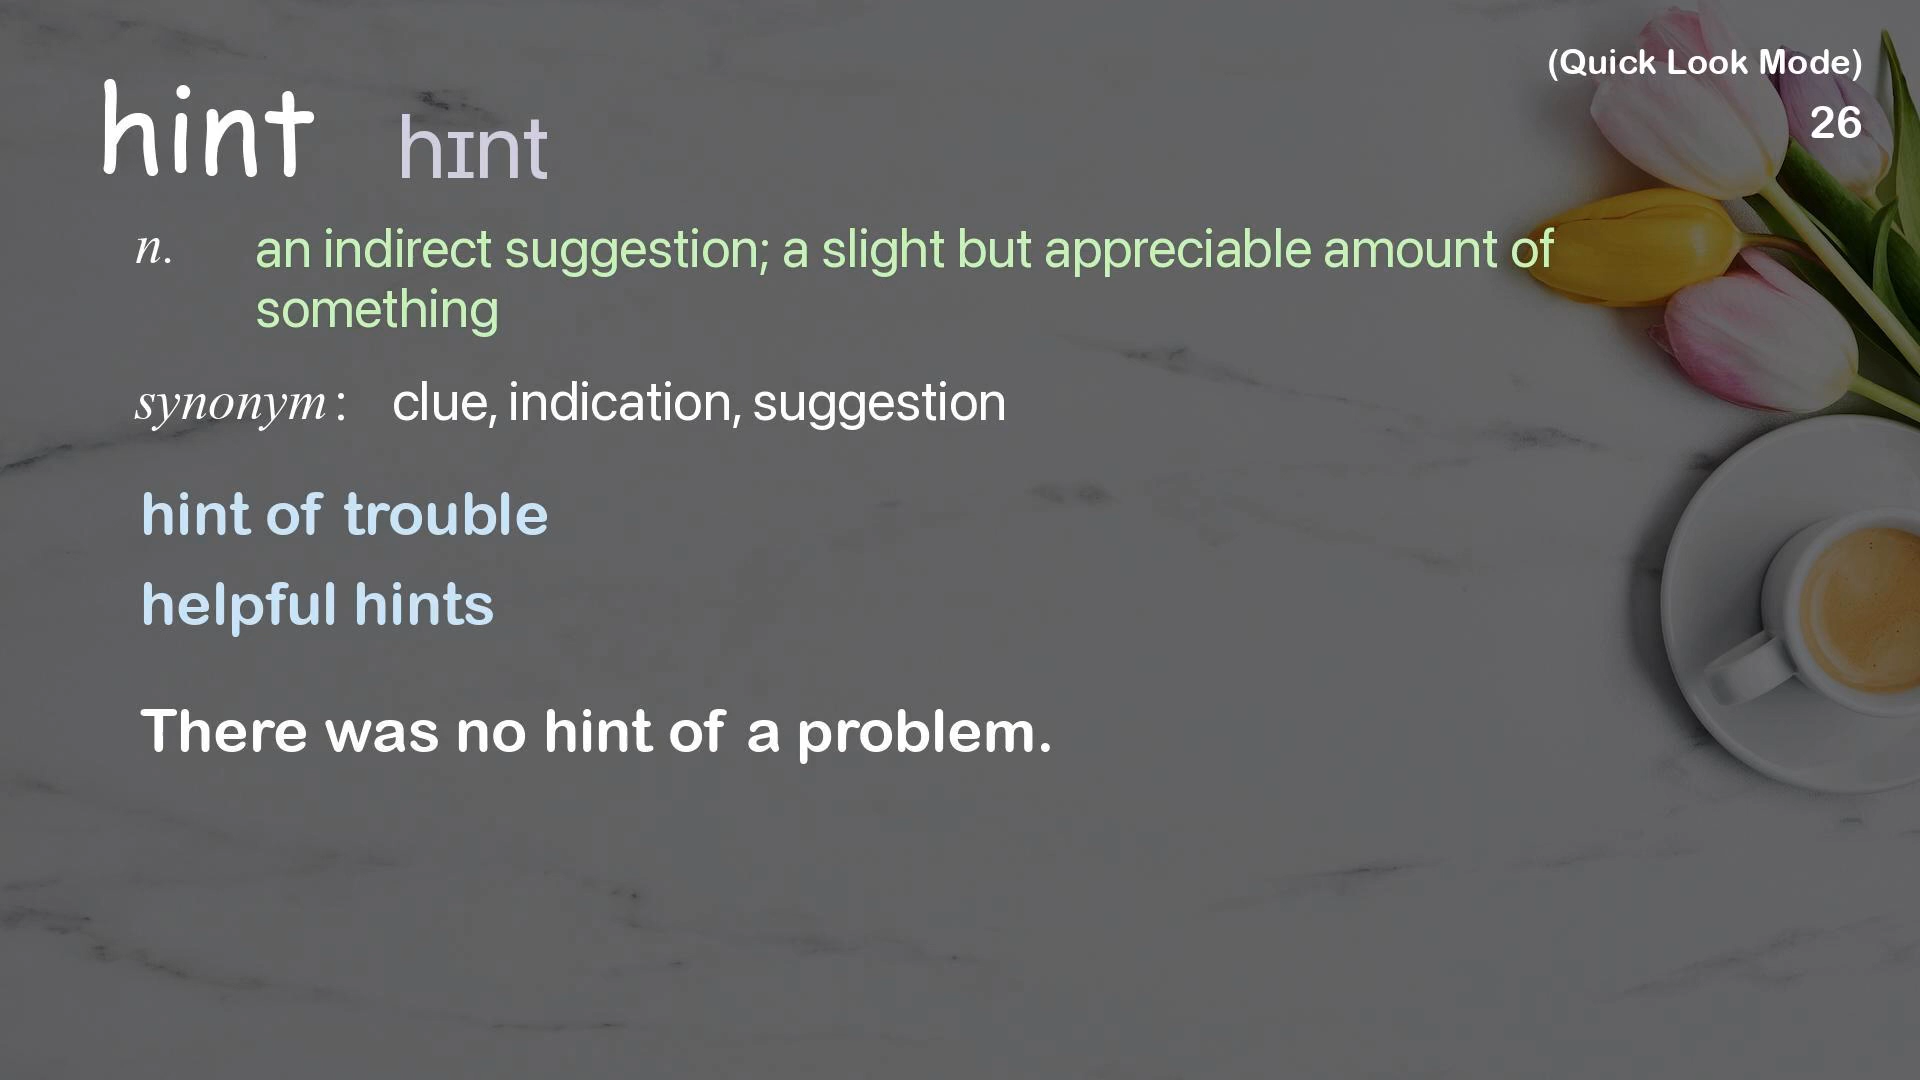 (Quick Look Mode)
hint hɪnt
26
n. an indirect suggestion; a slight but appreciable amount of
something
synonym: clue, indication, suggestion
hint of trouble
helpful hints
There was no hint of a problem.